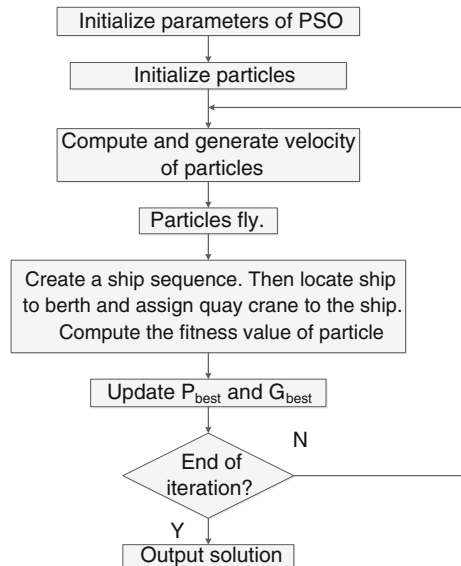 Initialize parameters of PSO
Initialize particles
Compute and generate velocity
of particles
Particles fly.
Create a ship sequence. Then locate ship
to berth and assign quay crane to the ship.
Compute the fitness value of particle
Update Pbest and Gbest
N
End of
iteration?
Y
Output solution